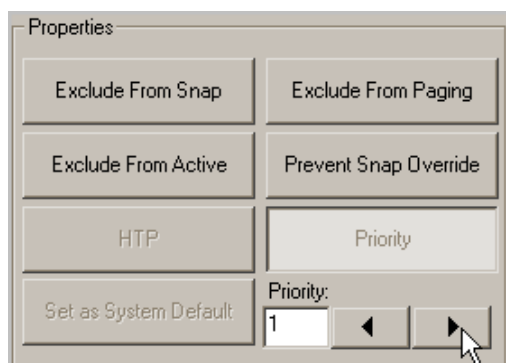 Properties
Exclude From Snap Exclude From Paging
Exclude From Active Prevent Snap Override
HTP Priority
Set as System Default Priority:
1